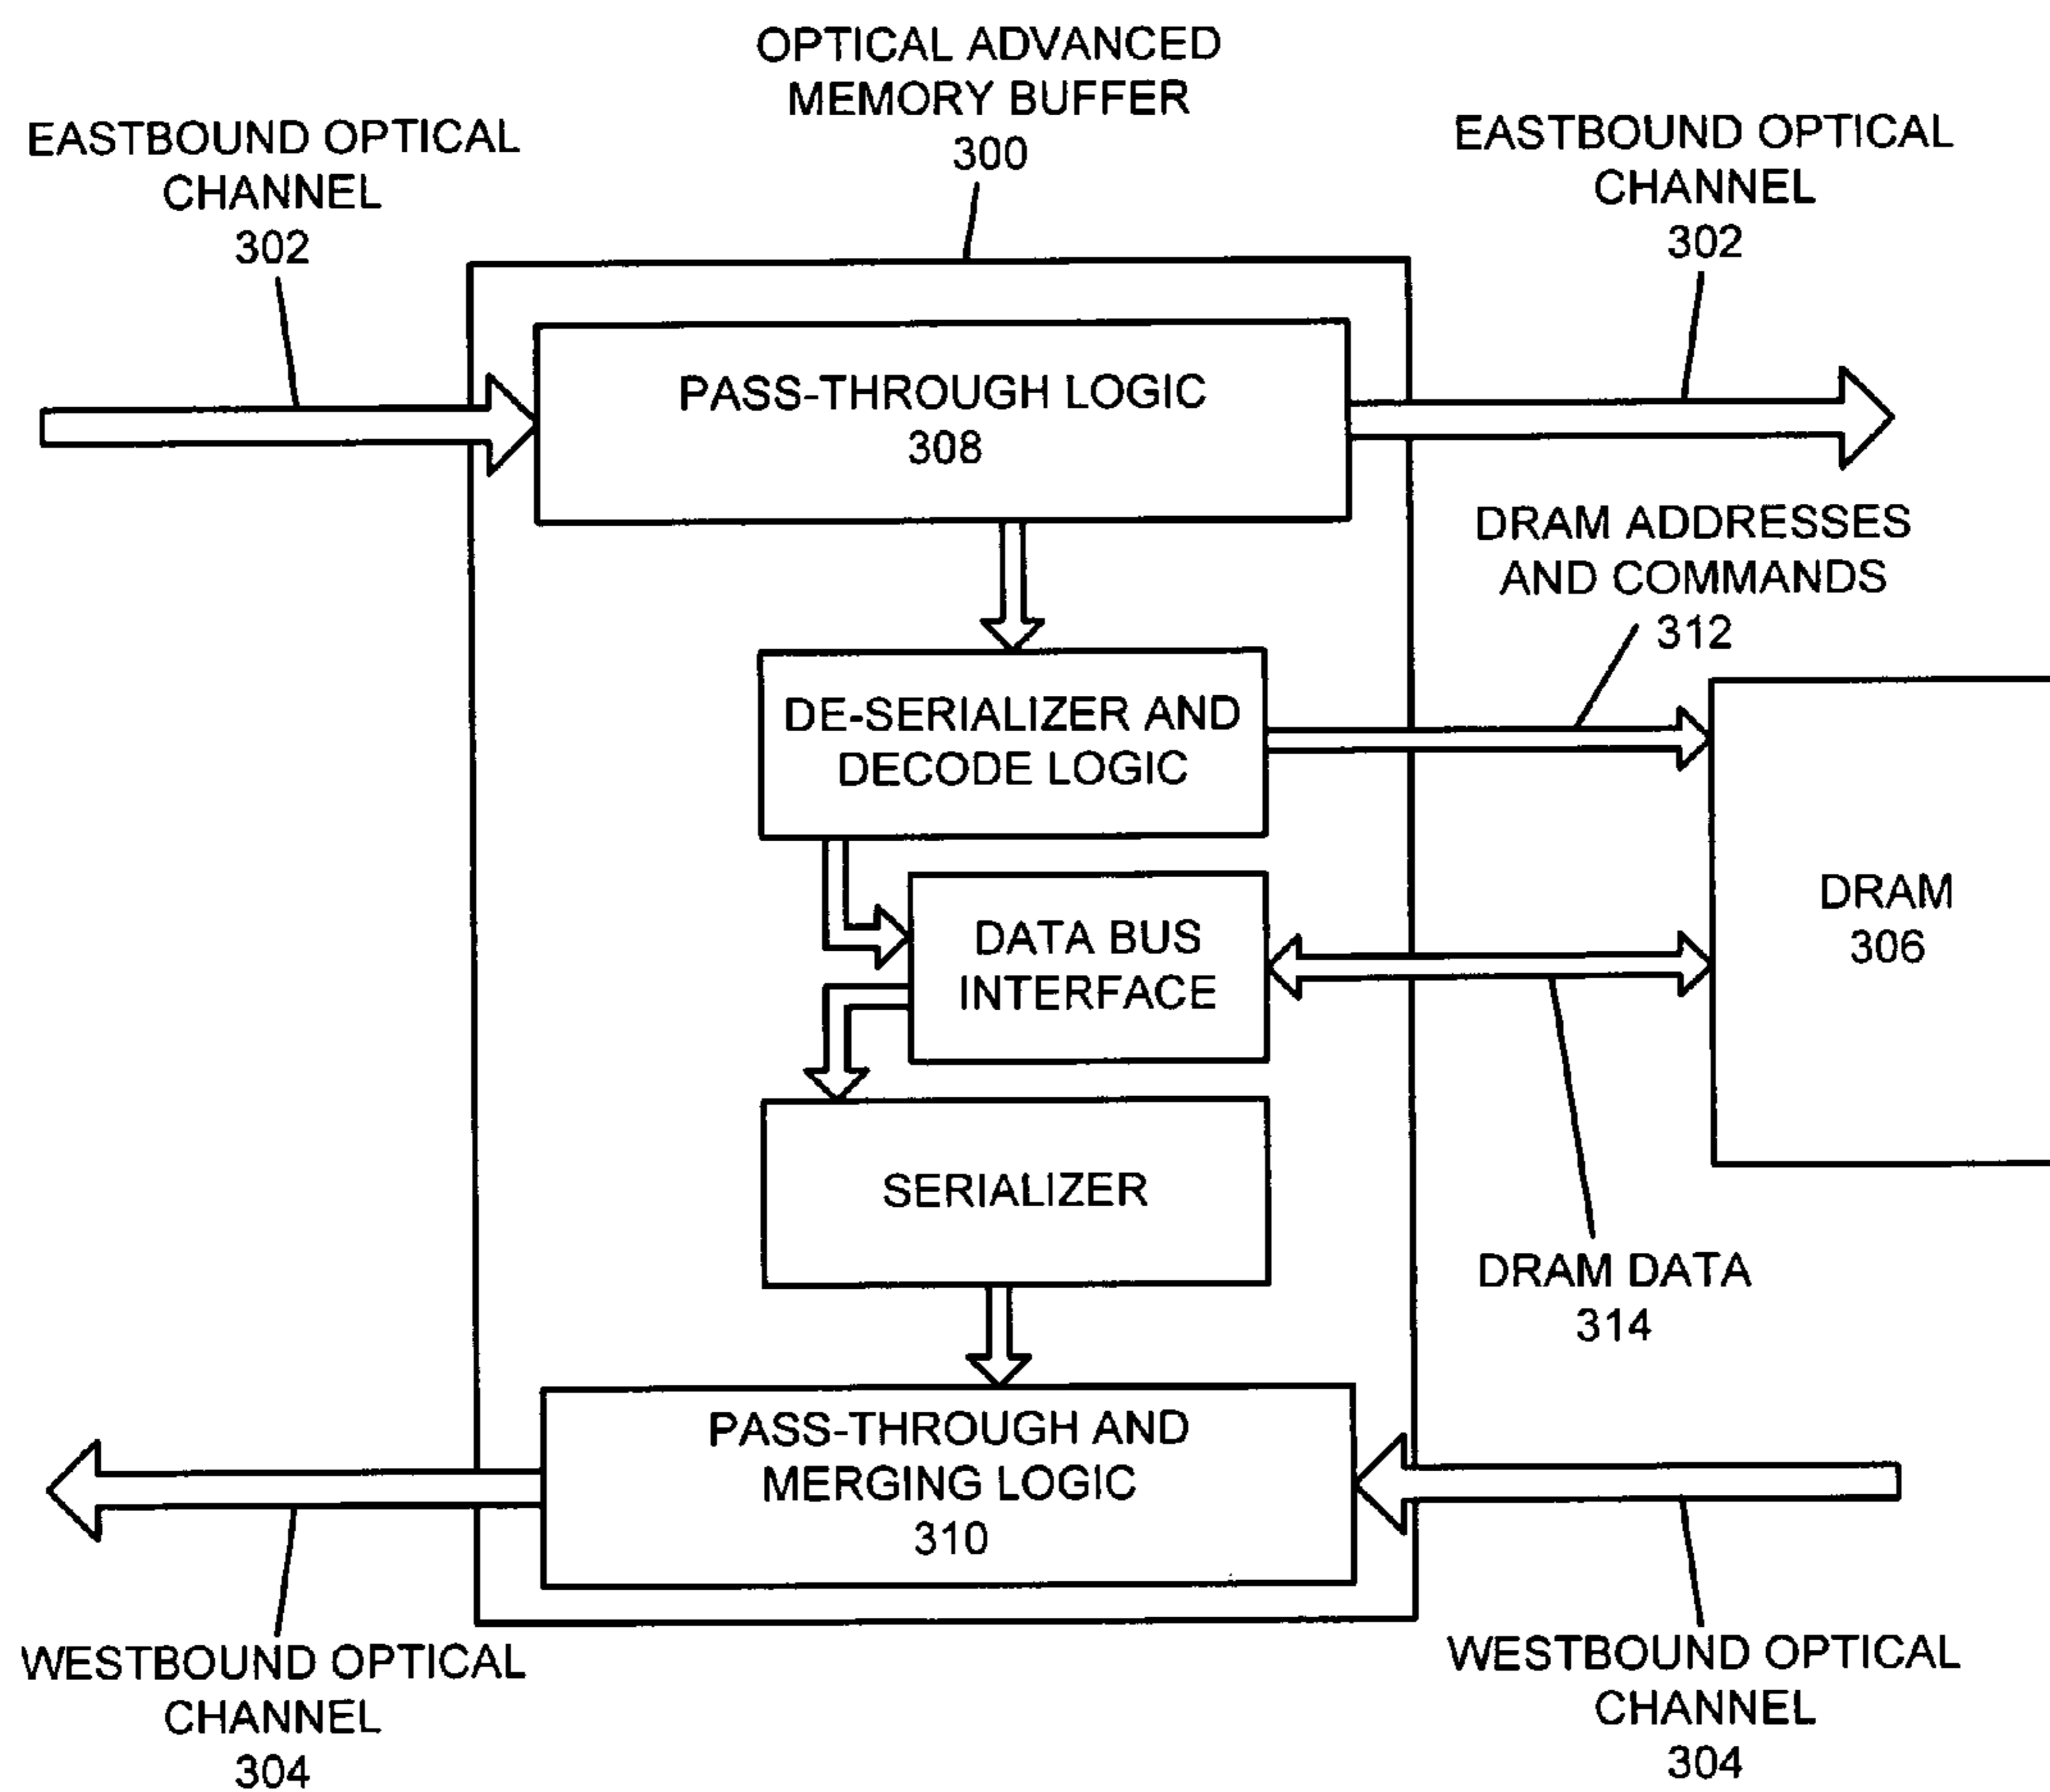 OPTICAL ADVANCED
MEMORY BUFFER
300
EASTBOUND OPTICAL
CHANNEL
302
EASTBOUND OPTICAL
CHANNEL
302
PASS-THROUGH LOGIC
308
DRAM ADDRESSES
AND COMMANDS
312
DE-SERIALIZER AND
DECODE LOGIC
DATA BUS
INTERFACE
DRAM
306
SERIALIZER
DRAM DATA
314
PASS-THROUGH AND
MERGING LOGIC
310
WESTBOUND OPTICAL
CHANNEL
304
WESTBOUND OPTICAL
CHANNEL
304